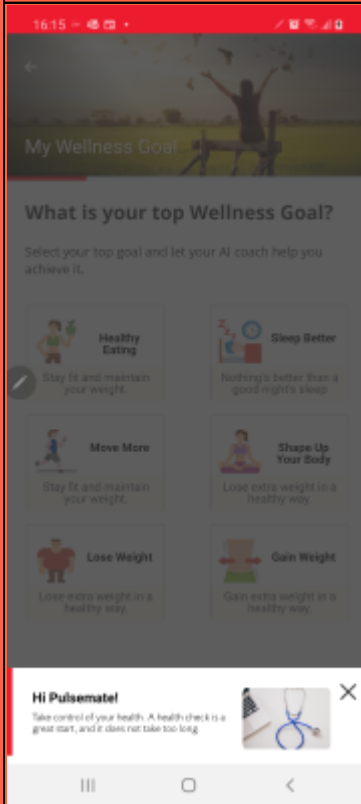 16:15
My Wellness Goal
What is your top Wellness Goal?
Select your top goal and let your AI coach help you
achieve it.
Healthy
Eating
Stay fit and maintain
your weight.
Sleep Better
Nothing's better than a
good night's sleep
Move More
Stay fit and maintain
your weight.
Shape Up
Your Body
Lose extra weight in a
healthy way.
Lose Weight
Lose extra weight in a
healthy way.
Gain Weight
Gain extra weight in a
healthy way.
Hi Pulsemate!
Take control of your health. A health check is a
great start, and it does not take too long.